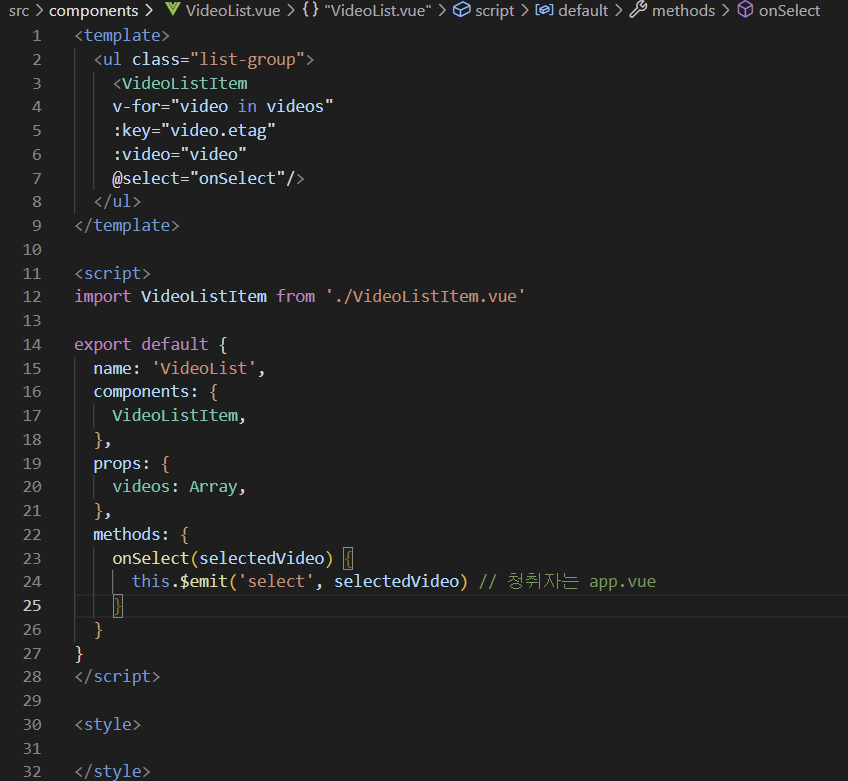 src > components > VideoList.vue > {} "VideoList.vue" > script > default > methods > onSelect
1 <template>
2 <ul class="list-group">
3 <VideoListItem
4 v-for="video in videos"
5 :key="video.etag"
6 :video="video"
7 @select="onSelect"/>
8 </ul>
9 </template>
10
11 <script>
12 import VideoListItem from './VideoListItem.vue'
13
14 export default {
15 name: 'VideoList',
16 components: {
17 VideoListItem,
18 },
19 props: {
20 videos: Array,
21 },
22 methods: {
23 onSelect(selectedVideo) {
24 this.$emit('select', selectedVideo) // 청취자는 app.vue
25 }
26 }
27 }
28 </script>
29
30 <style>
31
32 </style>